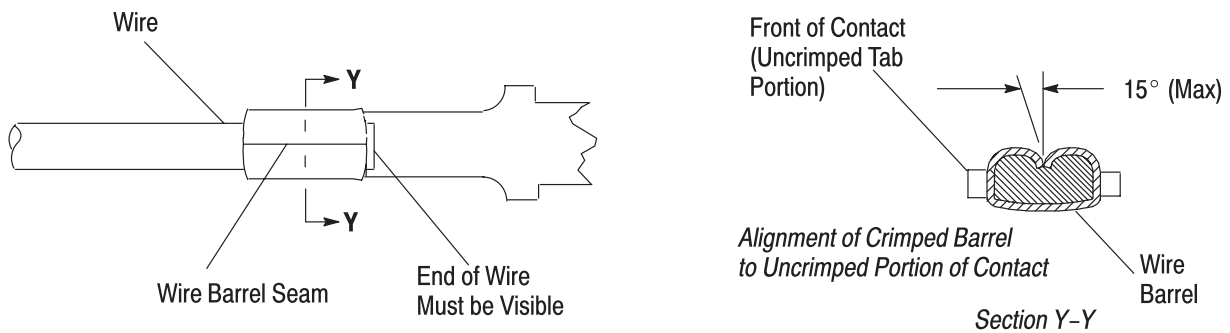 Wire
Y
Y
Wire Barrel Seam
End of Wire
Must be Visible
Front of Contact
(Uncrimped Tab
Portion)
15° (Max)
Alignment of Crimped Barrel
to Uncrimped Portion of Contact
Wire
Barrel
Section Y–Y